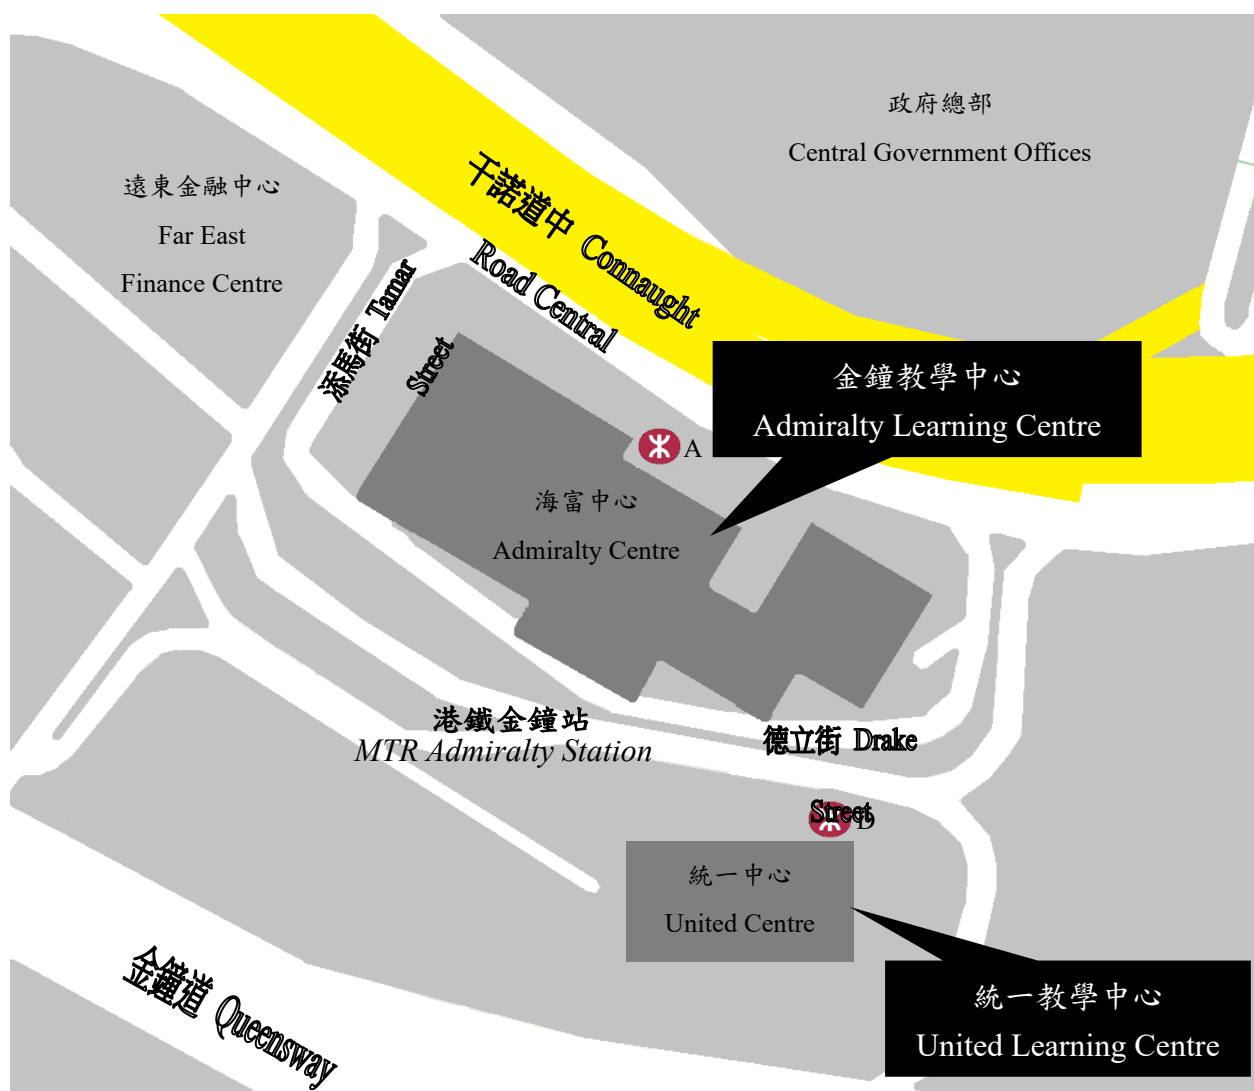 政府總部
Central Government Offices
遠東金融中心
Far East
Finance Centre
干諾道中 Connaught
Road Central
添馬街 Tamar
Street
金鐘教學中心
Admiralty Learning Centre
A
海富中心
Admiralty Centre
港鐵金鐘站
MTR Admiralty Station
德立街 Drake
Street
D
統一中心
United Centre
統一教學中心
United Learning Centre
金鐘道 Queensway